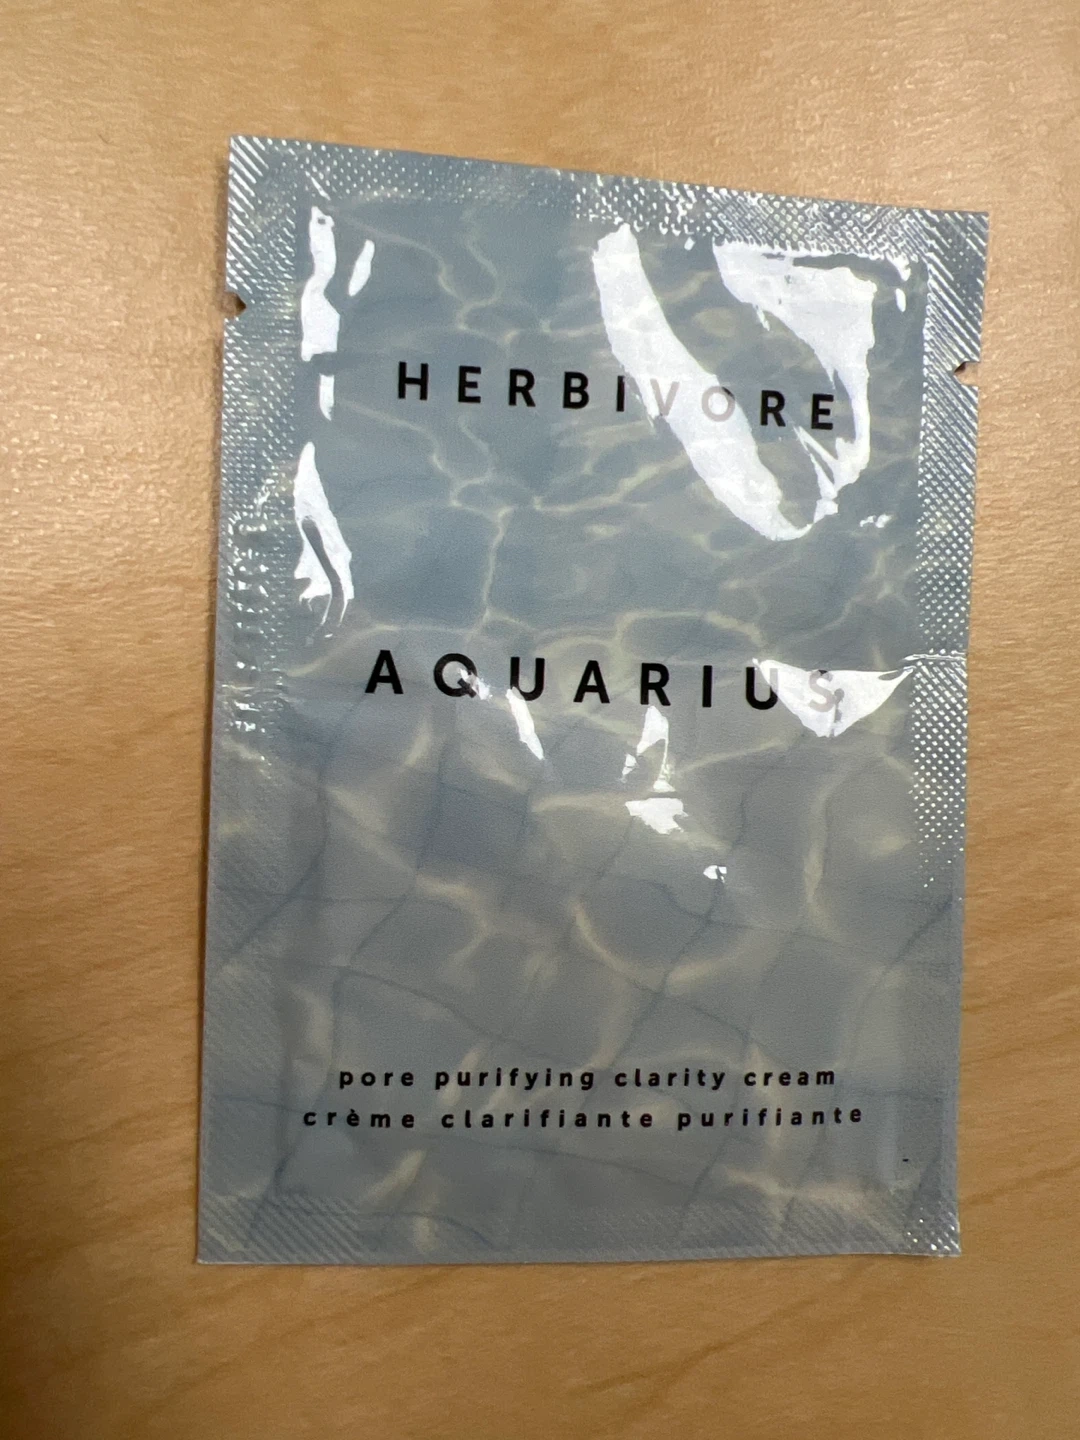 HERBIVORE
AQUARIUS
pore purifying clarity cream
crème clarifiante purifiante